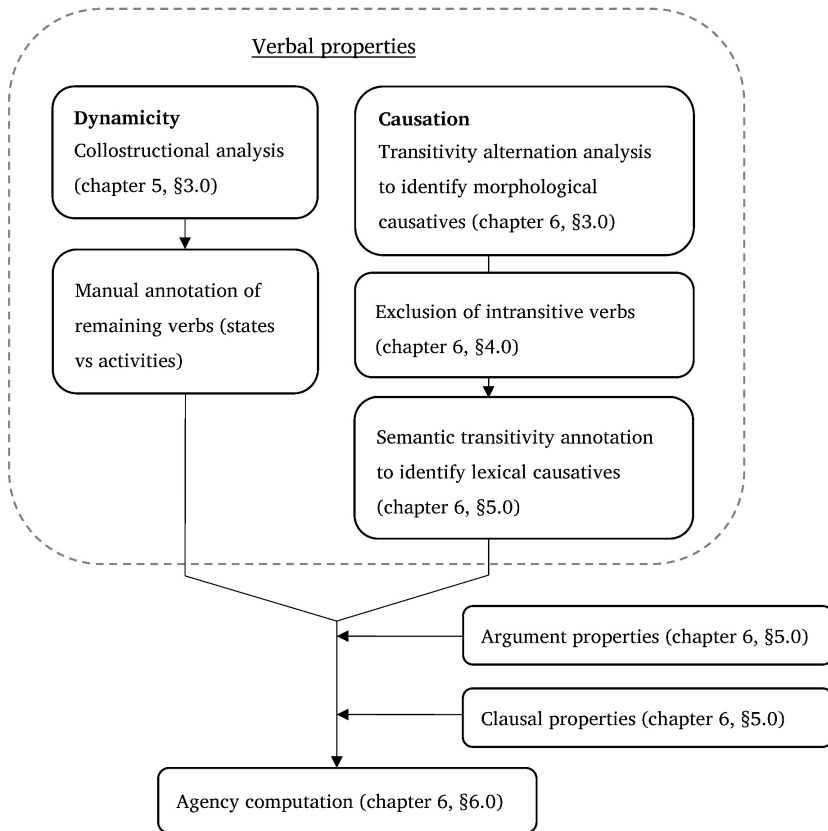 Verbal properties
Dynamicity
Collostructional analysis
(chapter 5, §3.0)
Manual annotation of
remaining verbs (states
vs activities)
Causation
Transitivity alternation analysis
to identify morphological
causatives (chapter 6, §3.0)
Exclusion of intransitive verbs
(chapter 6, §4.0)
Semantic transitivity annotation
to identify lexical causatives
(chapter 6, §5.0)
Argument properties (chapter 6, §5.0)
Clausal properties (chapter 6, §5.0)
Agency computation (chapter 6, §6.0)